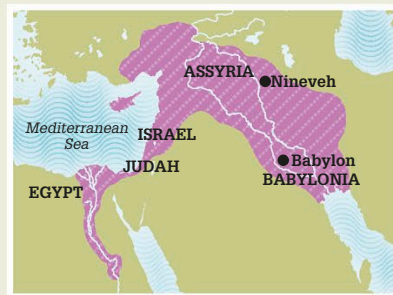 ASSYRIA
Nineveh
Mediterranean
Sea
ISRAEL
JUDAH
Babylon
BABYLONIA
EGYPT